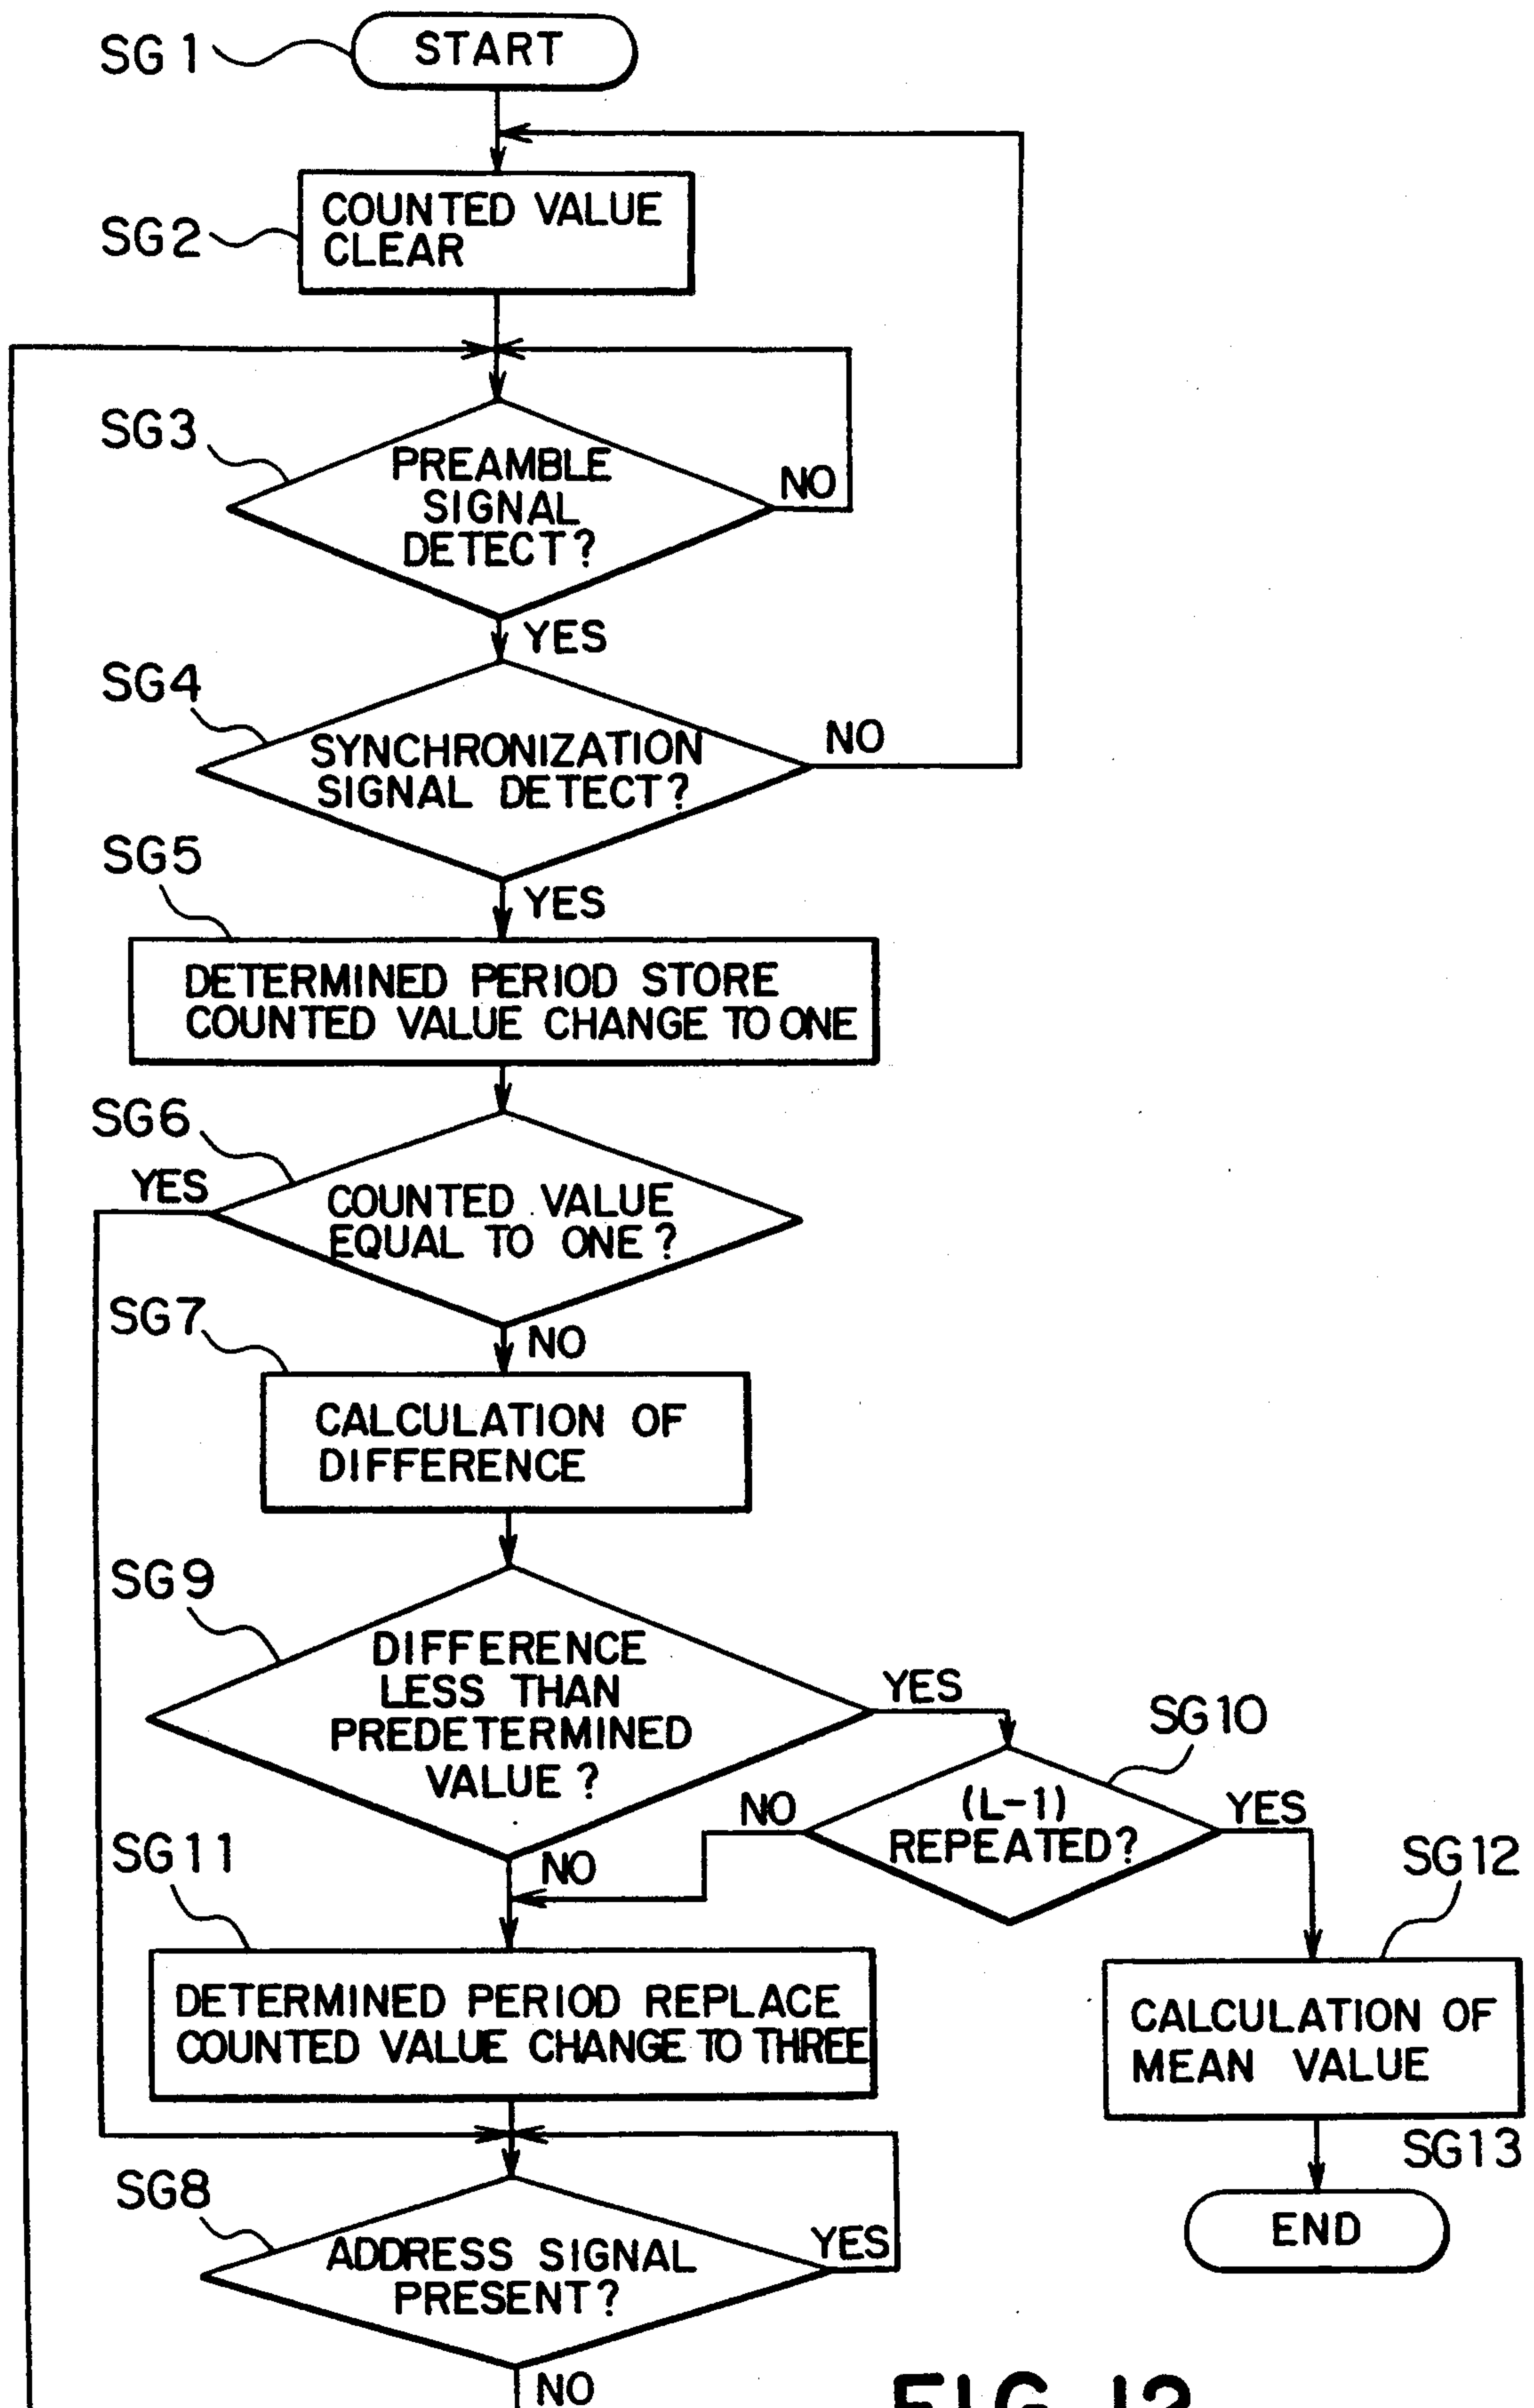 SG1
START
SG2
COUNTED VALUE
CLEAR
SG3
PREAMBLE
SIGNAL
DETECT?
NO
YES
SG4
SYNCHRONIZATION
SIGNAL DETECT?
NO
YES
SG5
DETERMINED PERIOD STORE
COUNTED VALUE CHANGE TO ONE
SG6
YES
COUNTED VALUE
EQUAL TO ONE?
NO
SG7
CALCULATION OF
DIFFERENCE
SG9
DIFFERENCE
LESS THAN
PREDETERMINED
VALUE?
YES
NO
SG10
(L-1)
REPEATED?
NO
YES
SG11
DETERMINED PERIOD REPLACE
COUNTED VALUE CHANGE TO THREE
SG12
CALCULATION OF
MEAN VALUE
SG13
END
SG8
ADDRESS SIGNAL
PRESENT?
YES
NO
FIG. 12